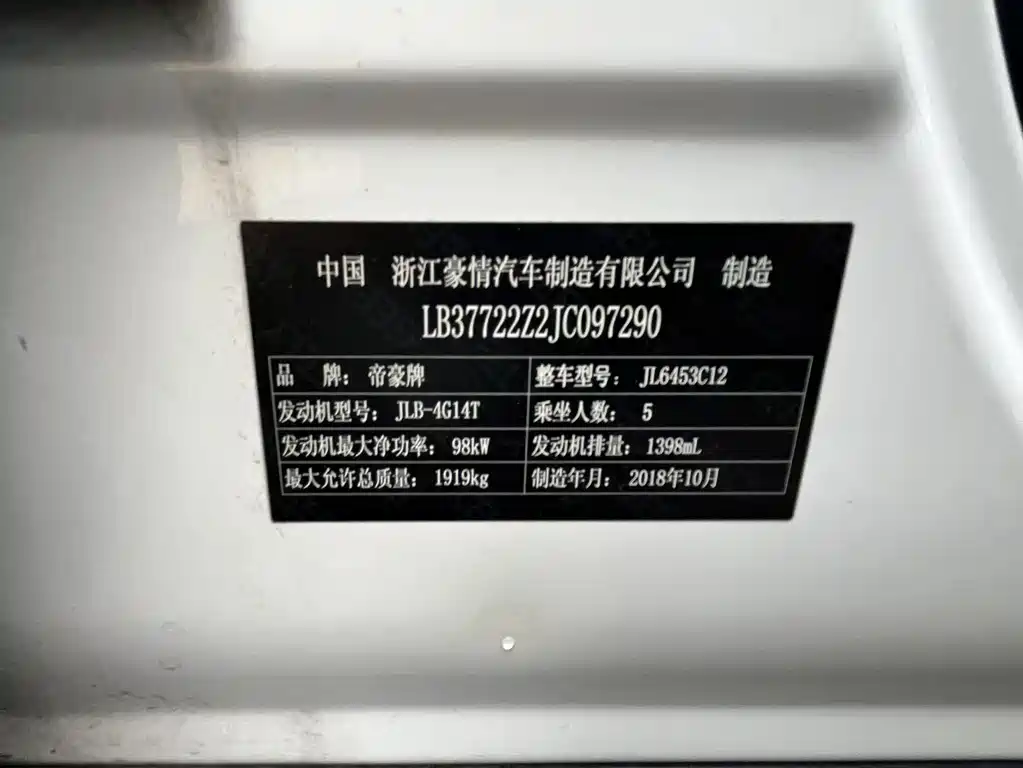 中国 浙江豪情汽车制造有限公司 制造
LB37722Z2JC097290
品 牌：帝豪牌 整车型号：JL6453C12
发动机型号：JLB-4G14T 乘坐人数：5
发动机最大净功率：98kW 发动机排量：1398mL
最大允许总质量：1919kg 制造年月：2018年10月